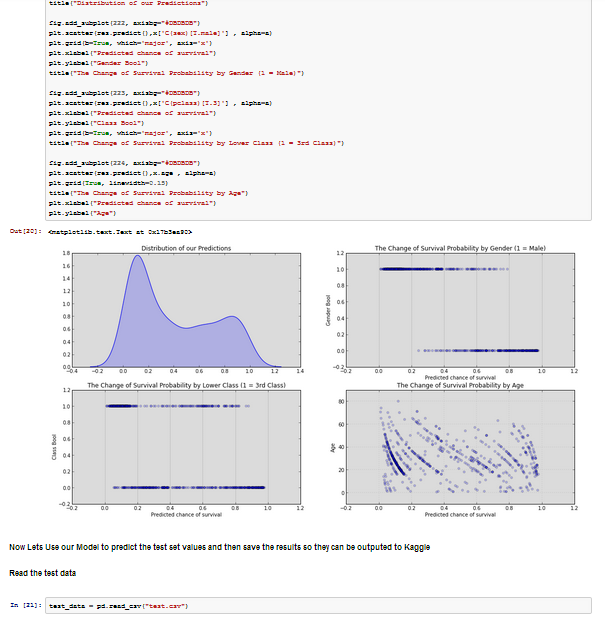 title("Distribution of our Predictions")
fig.add_subplot(222, axisbg="#DBDBDB")
plt.scatter(res.predict(),x['C(sex)[T.male]'] , alpha=a)
plt.grid(b=True, which='major', axis='x')
plt.xlabel("Predicted chance of survival")
plt.ylabel("Gender Bool")
title("The Change of Survival Probability by Gender (1 = Male)")
fig.add_subplot(223, axisbg="#DBDBDB")
plt.scatter(res.predict(),x['C(pclass)[T.3]'] , alpha=a)
plt.xlabel("Predicted chance of survival")
plt.ylabel("Class Bool")
plt.grid(b=True, which='major', axis='x')
title("The Change of Survival Probability by Lower Class (1 = 3rd Class)")
fig.add_subplot(224, axisbg="#DBDBDB")
plt.scatter(res.predict(),x.age , alpha=a)
plt.grid(True, linewidth=0.15)
title("The Change of Survival Probability by Age")
plt.xlabel("Predicted chance of survival")
plt.ylabel("Age")
Out[20]: <matplotlib.text.Text at 0x17b3ea90>
Distribution of our Predictions
1.8
1.6
1.4
1.2
1.0
0.8
0.6
0.4
0.2
0.0
−0.4 −0.2 0.0 0.2 0.4 0.6 0.8 1.0 1.2 1.4
The Change of Survival Probability by Gender (1 = Male)
1.2
1.0
0.8
0.6
0.4
0.2
0.0
−0.2
Gender Bool
−0.2 0.0 0.2 0.4 0.6 0.8 1.0 1.2
Predicted chance of survival
The Change of Survival Probability by Lower Class (1 = 3rd Class)
1.2
1.0
0.8
0.6
0.4
0.2
0.0
−0.2
Class Bool
−0.2 0.0 0.2 0.4 0.6 0.8 1.0 1.2
Predicted chance of survival
The Change of Survival Probability by Age
80
60
40
20
0
Age
−0.2 0.0 0.2 0.4 0.6 0.8 1.0 1.2
Predicted chance of survival
Now Lets Use our Model to predict the test set values and then save the results so they can be outputed to Kaggle
Read the test data
In [21]: test_data = pd.read_csv("test.csv")